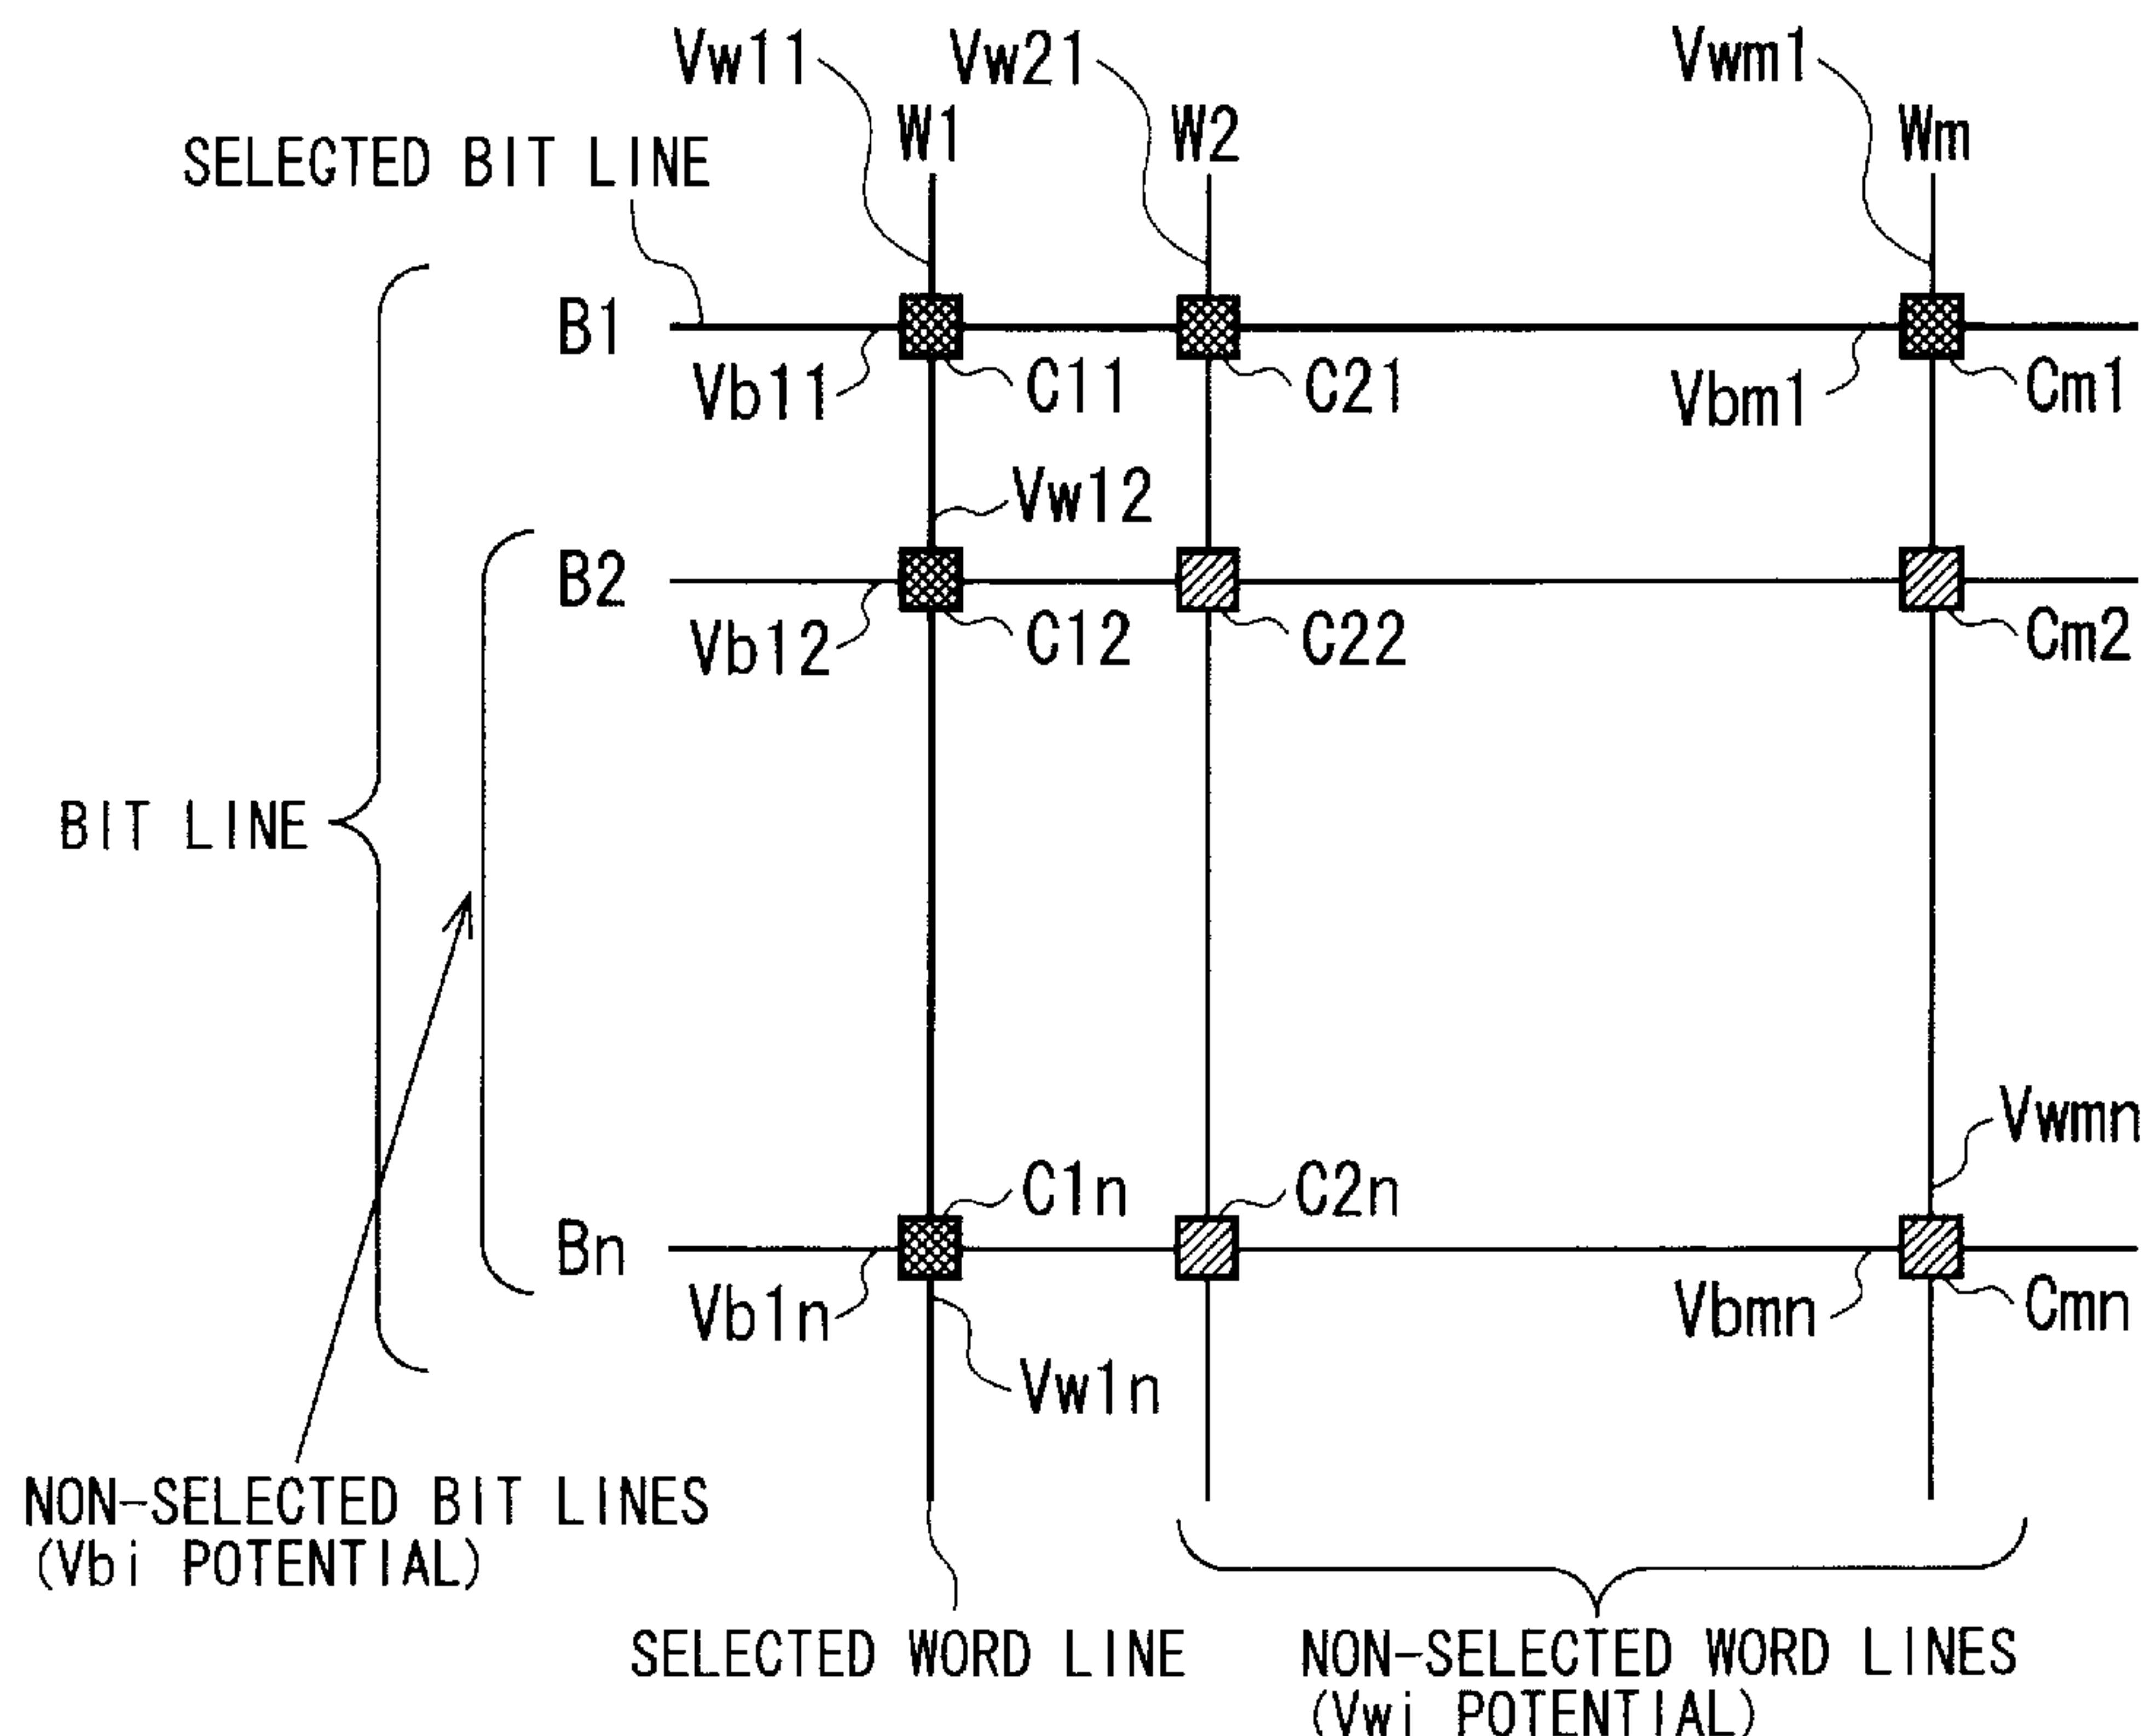 Vw11
Vw21
Vwm1
W1
W2
Wm
SELECTED BIT LINE
B1
Vb11
C11
C21
Vbm1
Cm1
Vw12
B2
Vb12
C12
C22
Cm2
BIT LINE
Vwmn
C1n
C2n
Bn
Vb1n
Vbmn
Cmn
Vw1n
NON-SELECTED BIT LINES
(Vbi POTENTIAL)
SELECTED WORD LINE
NON-SELECTED WORD LINES
(Vwi POTENTIAL)